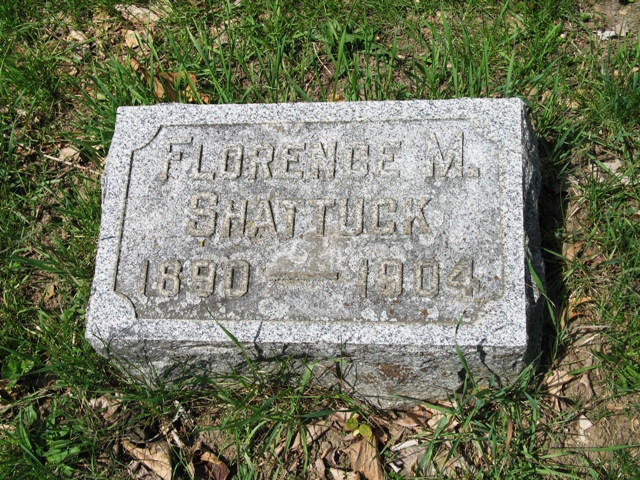 FLORENCE M.
SHATTUCK
1890 — 1904